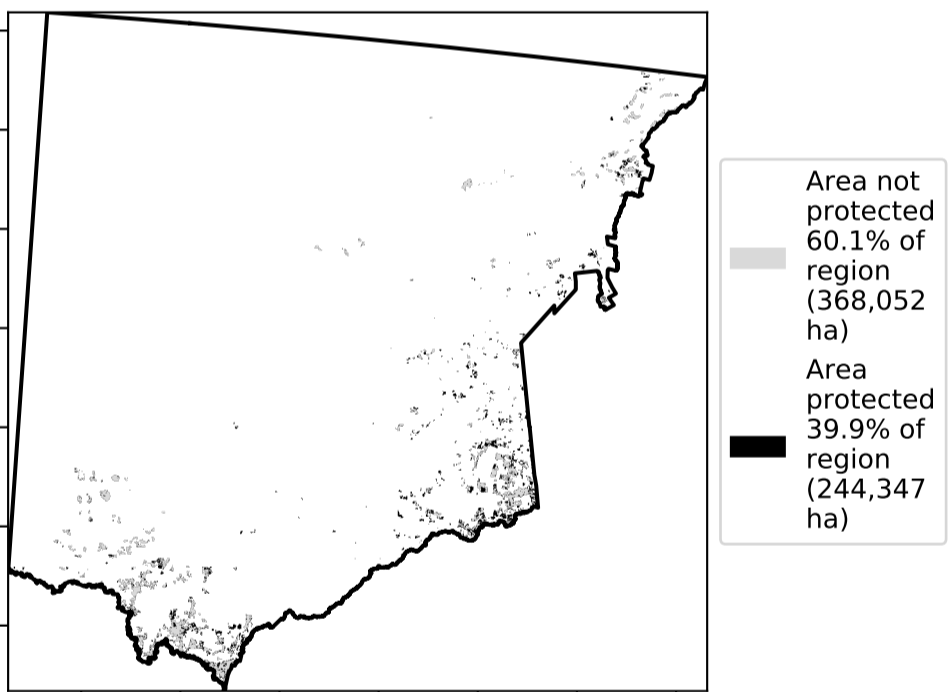 Area not
protected
60.1% of
region
(368,052
ha)
Area
protected
39.9% of
region
(244,347
ha)